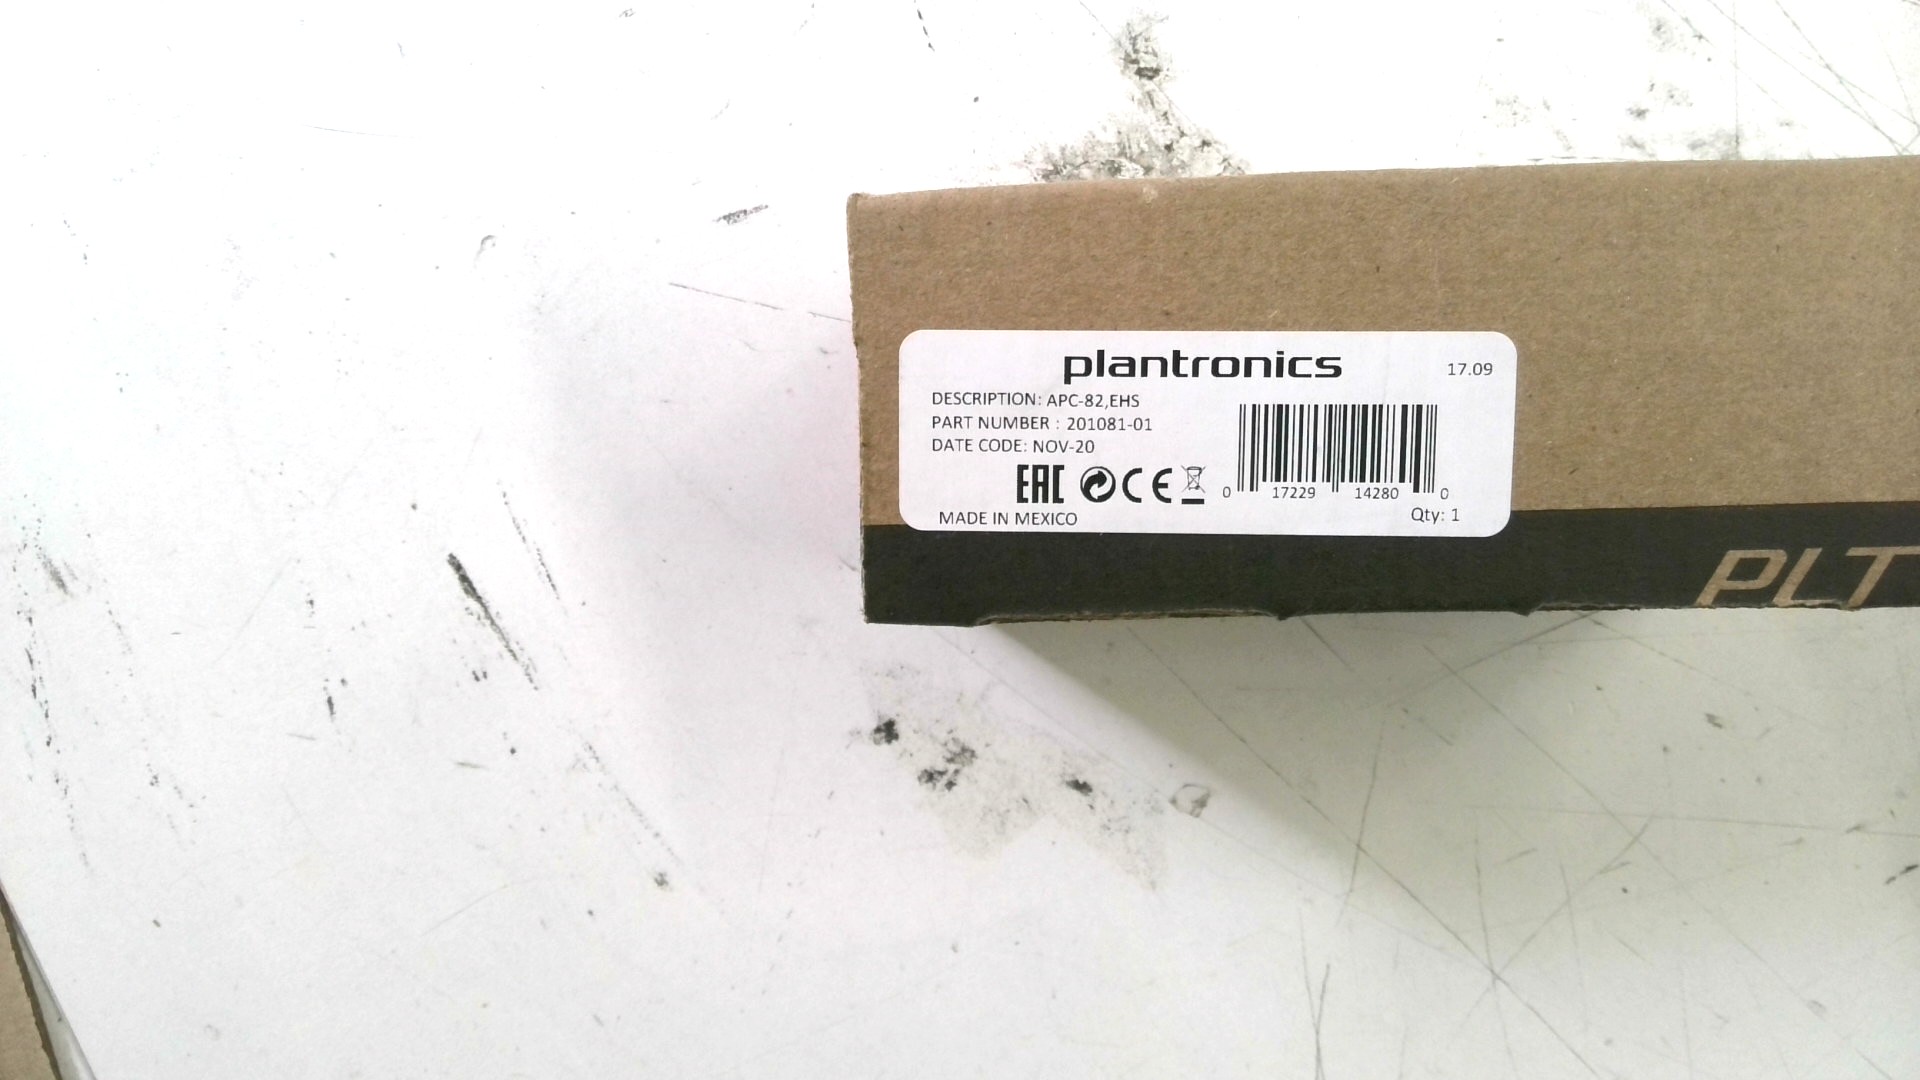 plantronics
17.09
DESCRIPTION: APC-82,EHS
PART NUMBER : 201081-01
DATE CODE: NOV-20
EAC CE
0 17229 14280 0
MADE IN MEXICO
Qty: 1
PLT